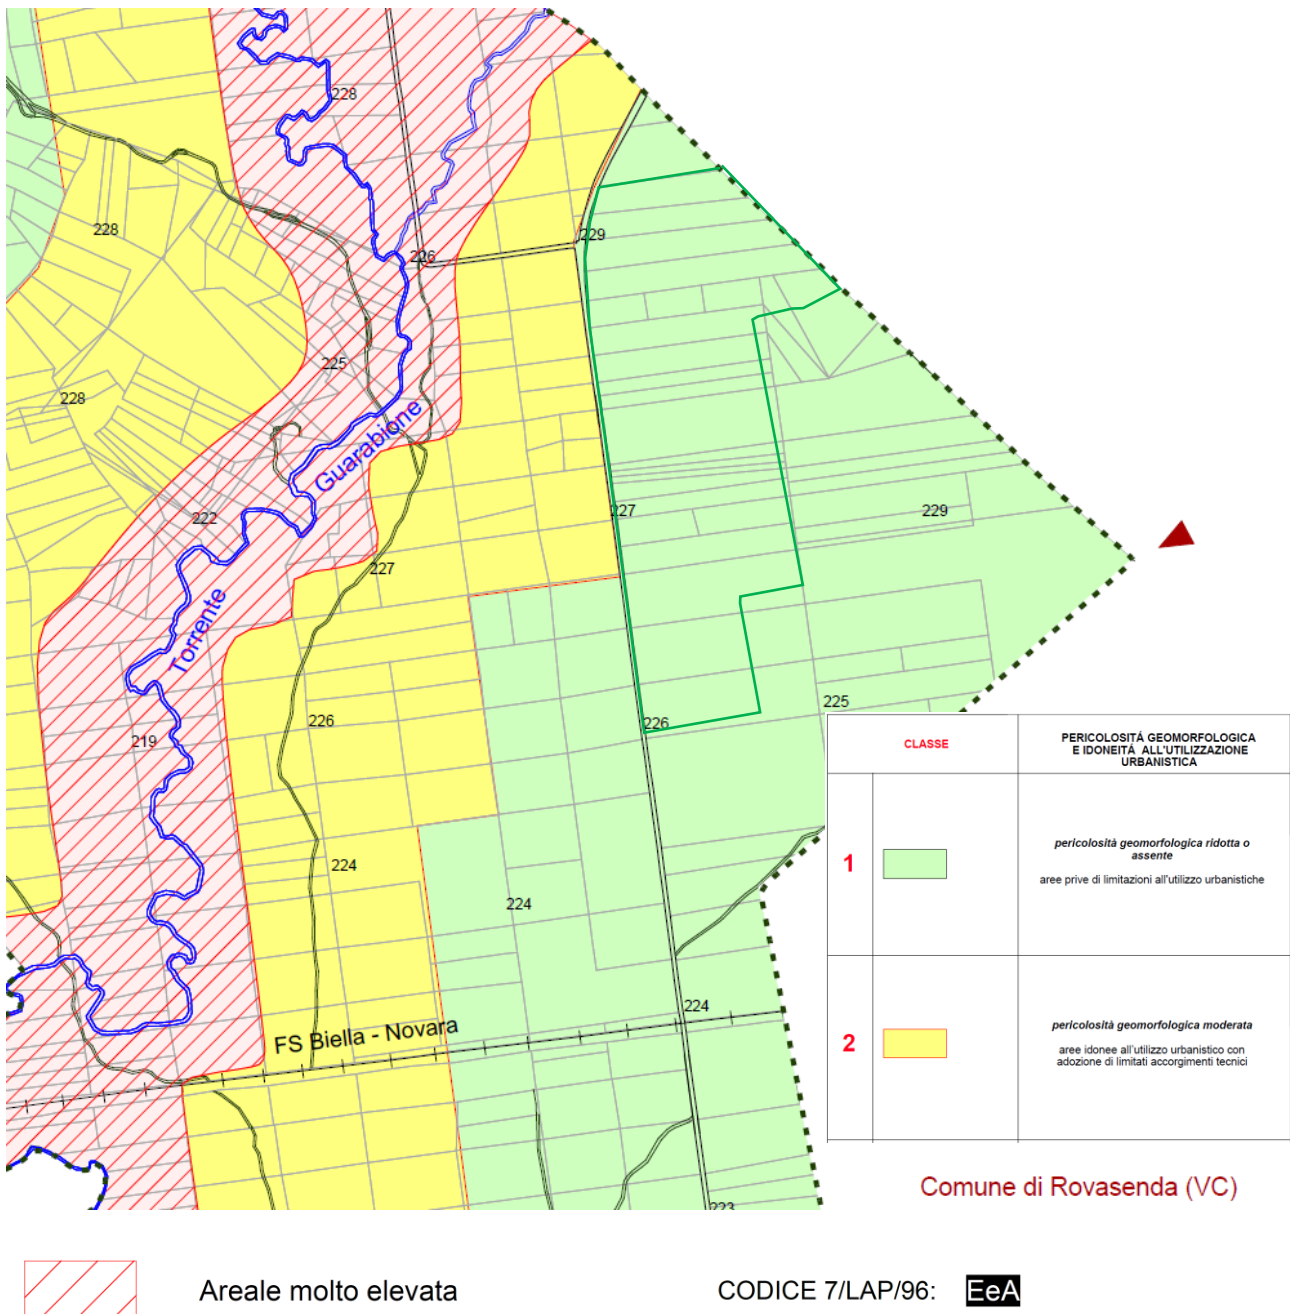 228
228
229
226
225
228
Guarabione
222
227
229
227
Torrente
225
226
226
219
CLASSE
PERICOLOSITÁ GEOMORFOLOGICA
E IDONEITÁ ALL'UTILIZZAZIONE
URBANISTICA
1
pericolosità geomorfologica ridotta o
assente
aree prive di limitazioni all'utilizzo urbanistiche
224
224
224
FS Biella - Novara
2
pericolosità geomorfologica moderata
aree idonee all'utilizzo urbanistico con
adozione di limitati accorgimenti tecnici
223
Comune di Rovasenda (VC)
Areale molto elevata
CODICE 7/LAP/96: EeA